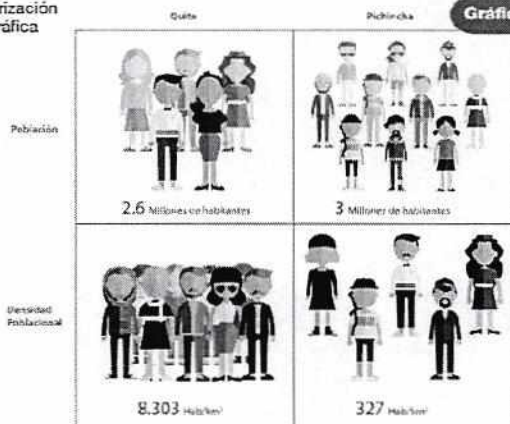 rización
ráfica
Quito
Pichincha
Gráfic
Población
2.6 Millones de habitantes
3 Millones de habitantes
Densidad
Poblacional
8.303 Hab/km²
327 Hab/km²